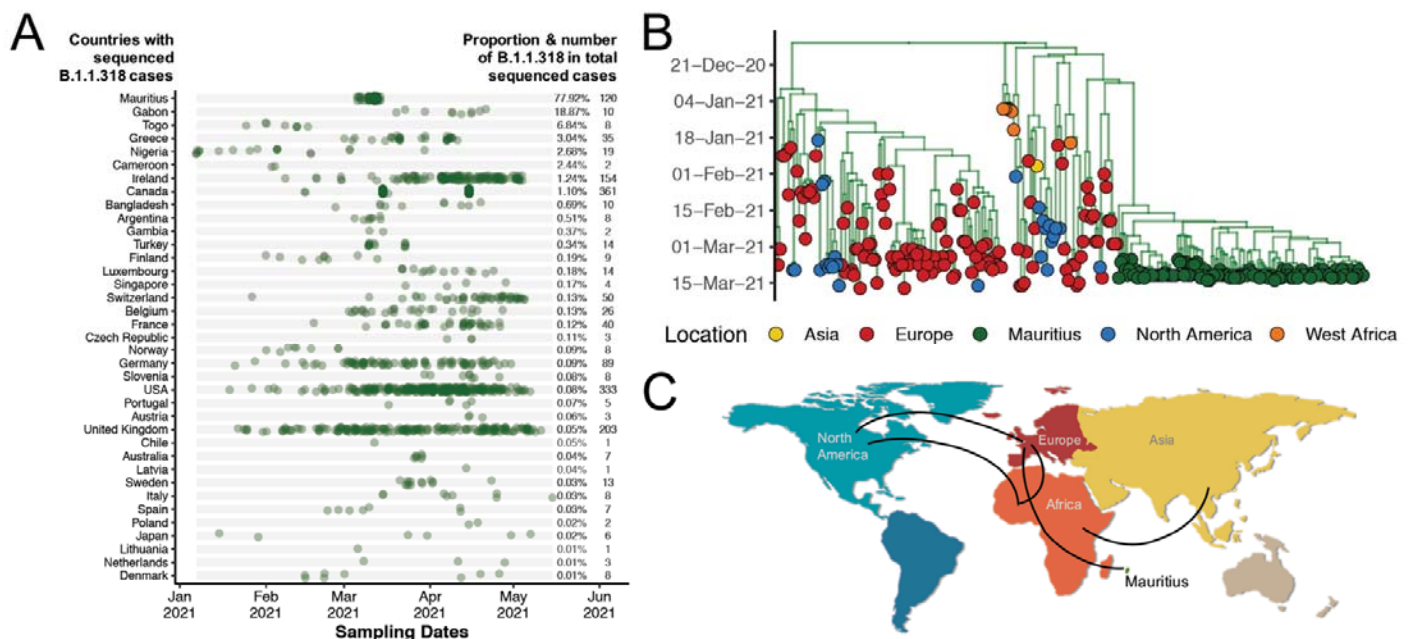 A
Countries with
sequenced
B.1.1.318 cases
Proportion & number
of B.1.1.318 in total
sequenced cases
Mauritius 77.92% 120
Gabon 18.87% 10
Togo 6.84% 8
Greece 3.04% 35
Nigeria 2.68% 19
Cameroon 2.44% 2
Ireland 1.24% 154
Canada 1.10% 361
Bangladesh 0.69% 10
Argentina 0.51% 8
Gambia 0.37% 2
Turkey 0.34% 14
Finland 0.19% 9
Luxembourg 0.18% 14
Singapore 0.17% 4
Switzerland 0.13% 50
Belgium 0.13% 26
France 0.12% 40
Czech Republic 0.11% 3
Norway 0.09% 8
Germany 0.09% 89
Slovenia 0.08% 8
USA 0.08% 333
Portugal 0.07% 5
Austria 0.06% 3
United Kingdom 0.05% 203
Chile 0.05% 1
Australia 0.04% 7
Latvia 0.04% 1
Sweden 0.03% 13
Italy 0.03% 8
Spain 0.03% 7
Poland 0.02% 2
Japan 0.02% 6
Lithuania 0.01% 1
Netherlands 0.01% 3
Denmark 0.01% 8
Jan Feb Mar Apr May Jun
2021 2021 2021 2021 2021 2021
Sampling Dates
B
21–Dec–20
04–Jan–21
18–Jan–21
01–Feb–21
15–Feb–21
01–Mar–21
15–Mar–21
Location Asia Europe Mauritius North America West Africa
C
North
America
Europe
Asia
Africa
Mauritius